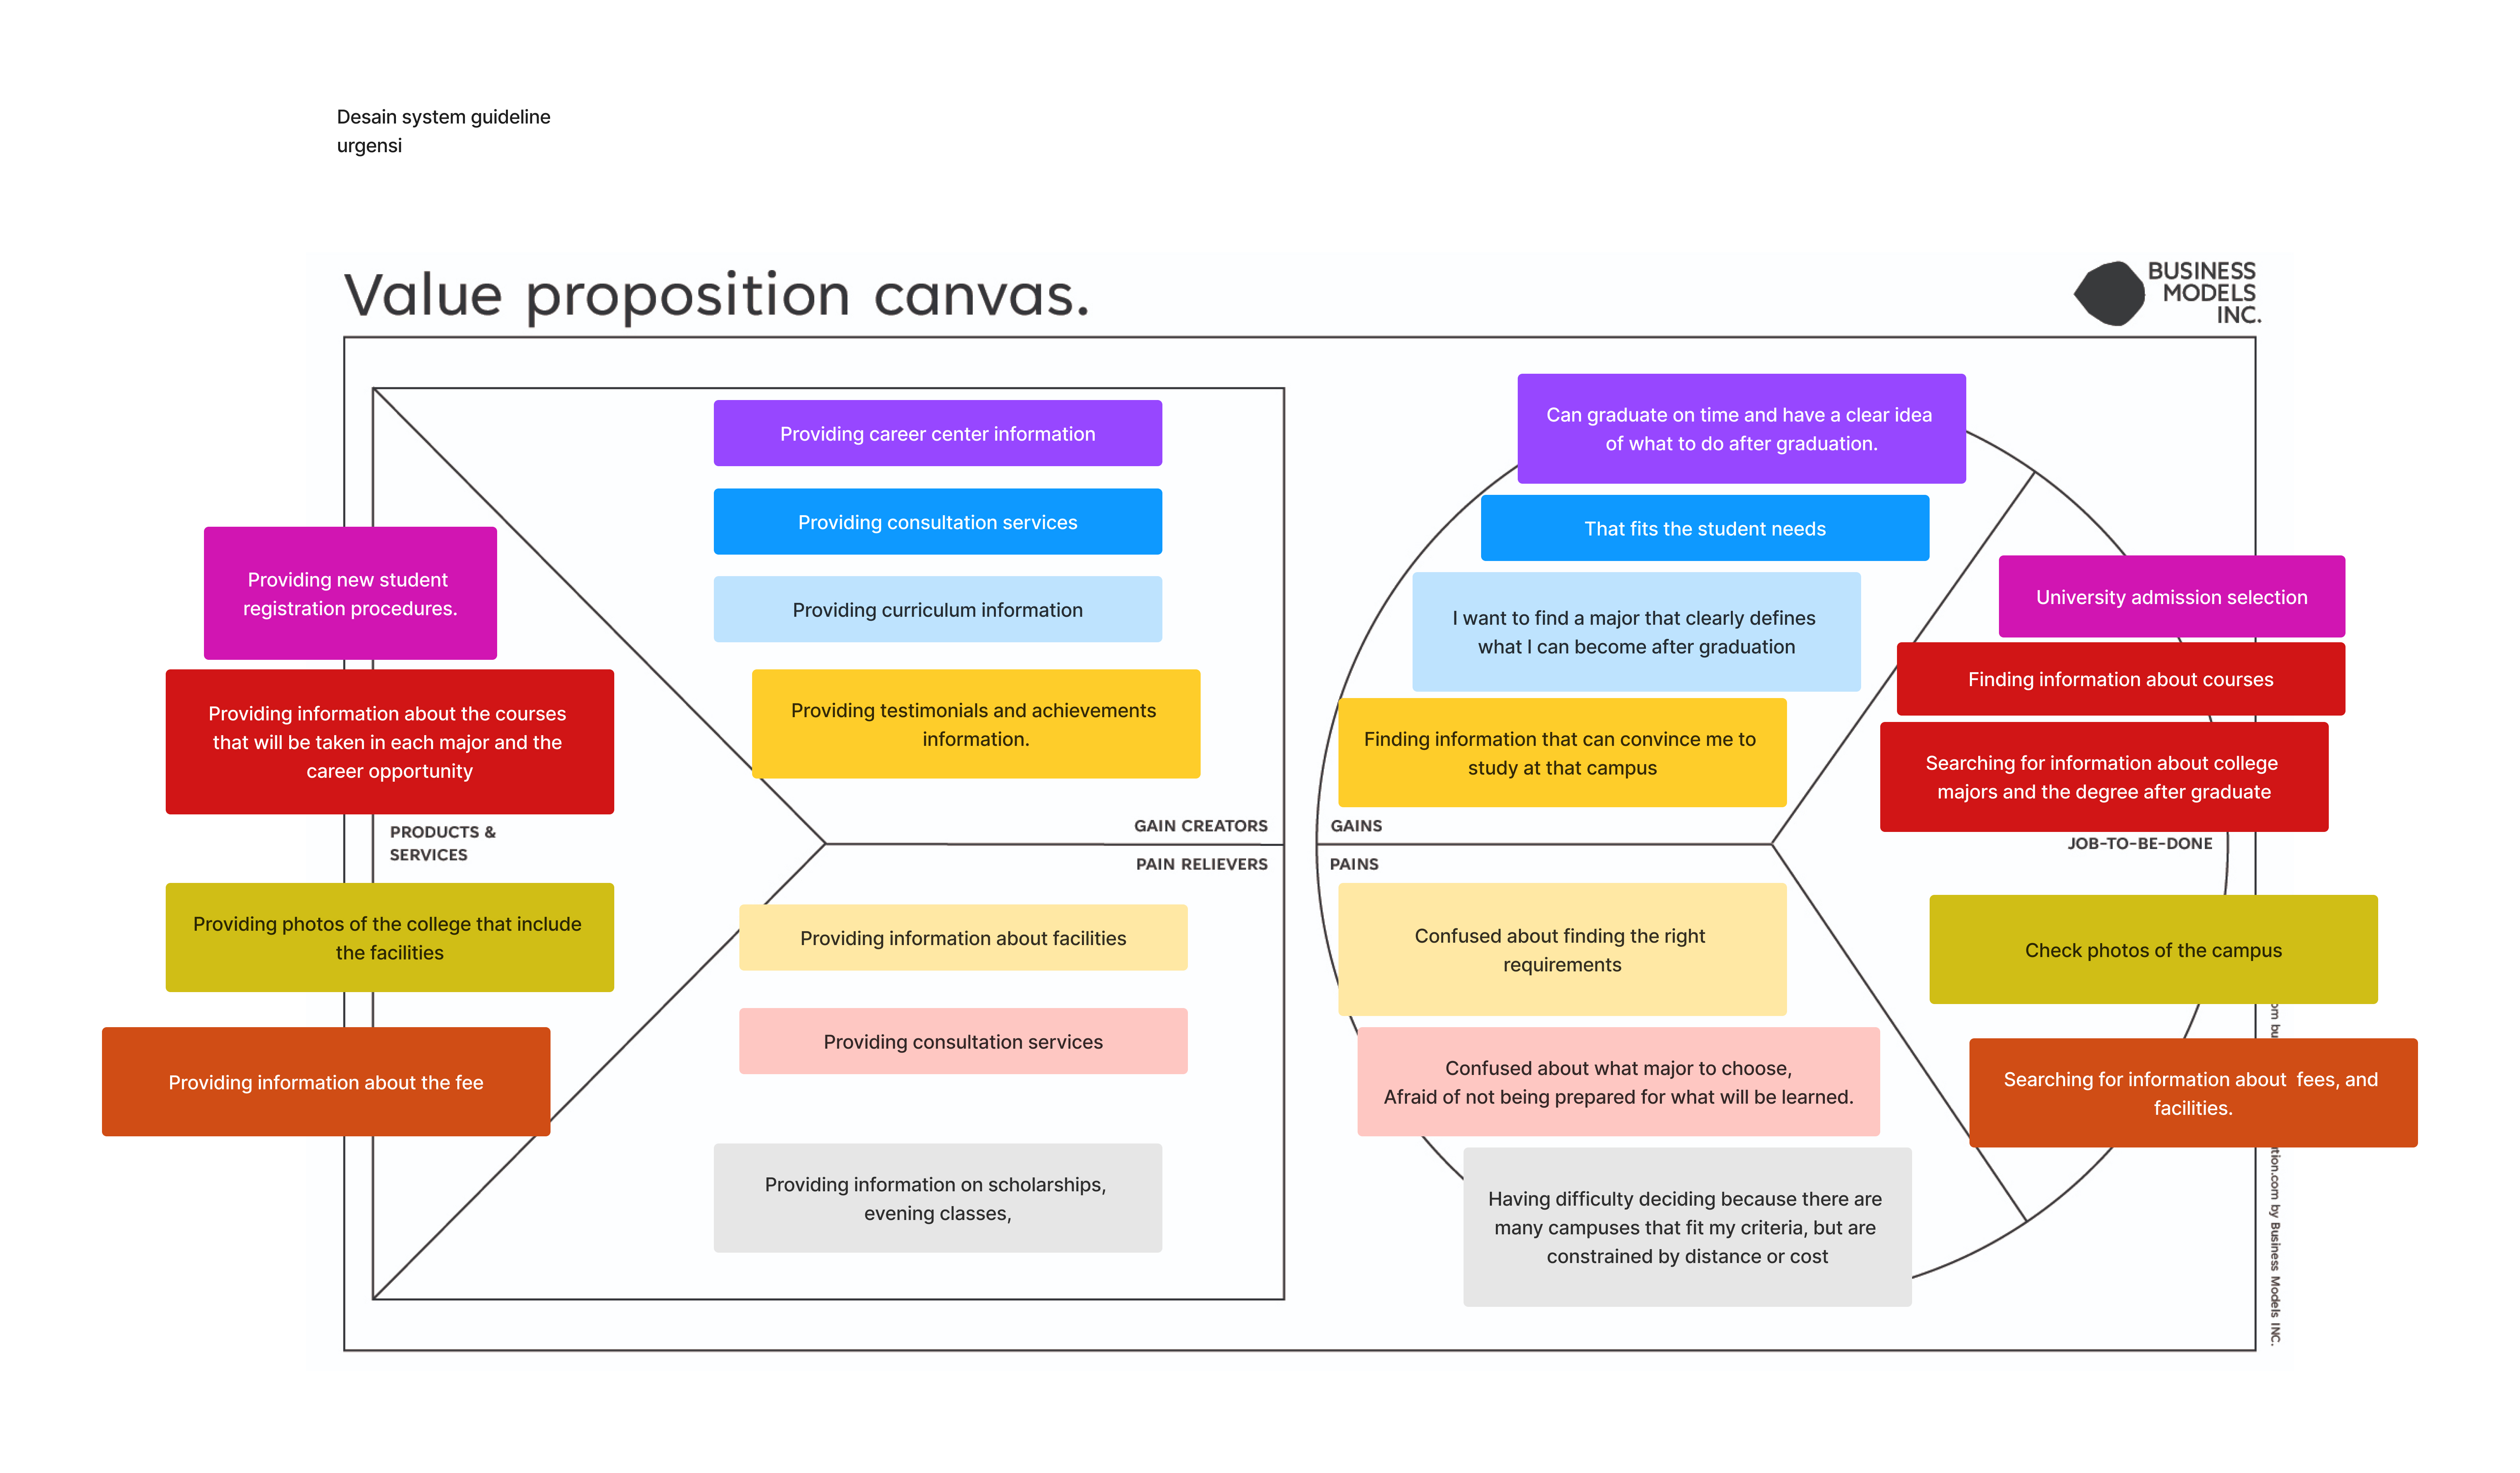 Desain system guideline
urgensi
Value proposition canvas.
BUSINESS
MODELS
INC.
Providing career center information
Providing consultation services
Providing curriculum information
Providing testimonials and achievements
information.
GAIN CREATORS
Providing new student
registration procedures.
Providing information about the courses
that will be taken in each major and the
career opportunity
PRODUCTS &
SERVICES
Providing photos of the college that include
the facilities
Providing information about the fee
PAIN RELIEVERS
Providing information about facilities
Providing consultation services
Providing information on scholarships,
evening classes,
Can graduate on time and have a clear idea
of what to do after graduation.
That fits the student needs
I want to find a major that clearly defines
what I can become after graduation
Finding information that can convince me to
study at that campus
GAINS
PAINS
Confused about finding the right
requirements
Confused about what major to choose,
Afraid of not being prepared for what will be learned.
Having difficulty deciding because there are
many campuses that fit my criteria, but are
constrained by distance or cost
University admission selection
Finding information about courses
Searching for information about college
majors and the degree after graduate
JOB-TO-BE-DONE
Check photos of the campus
Searching for information about  fees, and
facilities.
by Business Models INC.